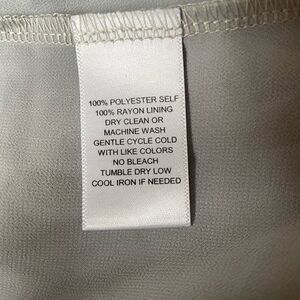 100% POLYESTER SELF
100% RAYON LINING
DRY CLEAN OR
MACHINE WASH
GENTLE CYCLE COLD
WITH LIKE COLORS
NO BLEACH
TUMBLE DRY LOW
COOL IRON IF NEEDED